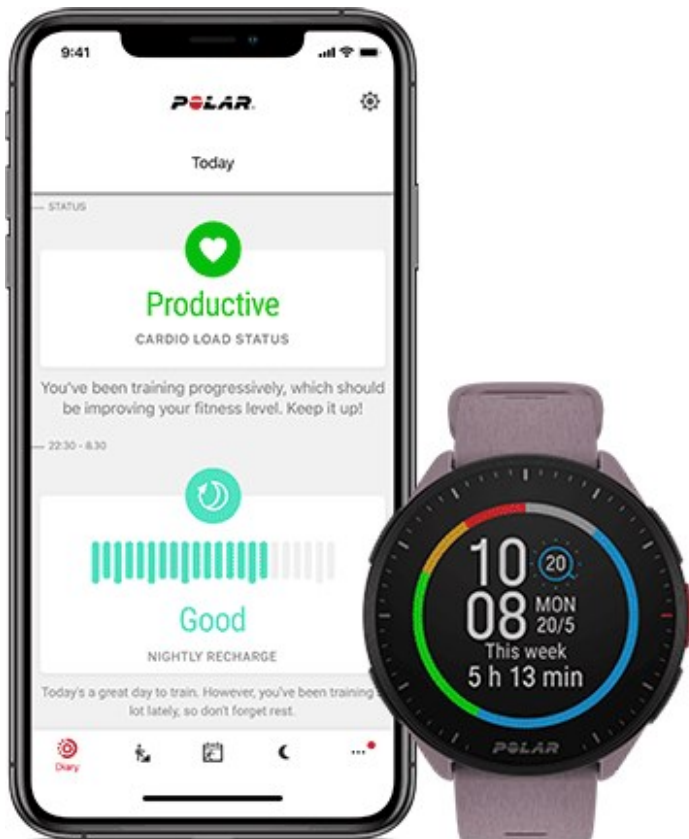 9:41
POLAR.
Today
STATUS
Productive
CARDIO LOAD STATUS
You've been training progressively, which should
be improving your fitness level. Keep it up!
22:30 - 8.30
Good
NIGHTLY RECHARGE
Today's a great day to train. However, you've been training
lot lately, so don't forget rest.
Diary
10
20
08
MON
20/5
This week
5 h 13 min
POLAR